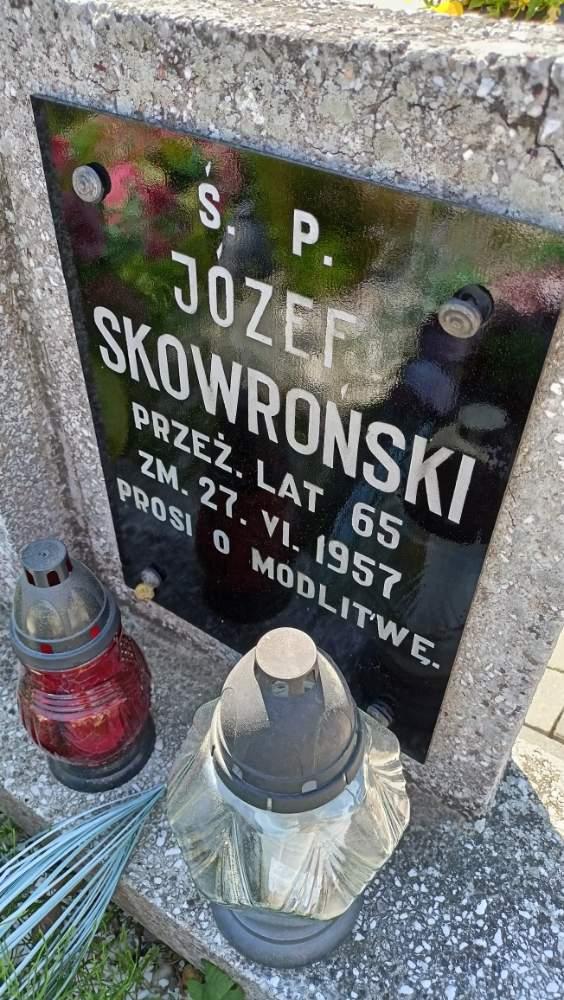 Ś. P.
JÓZEF
SKOWROŃSKI
PRZEŻ. LAT 65
ZM. 27. VI. 1957
PROSI O MODLITWĘ.